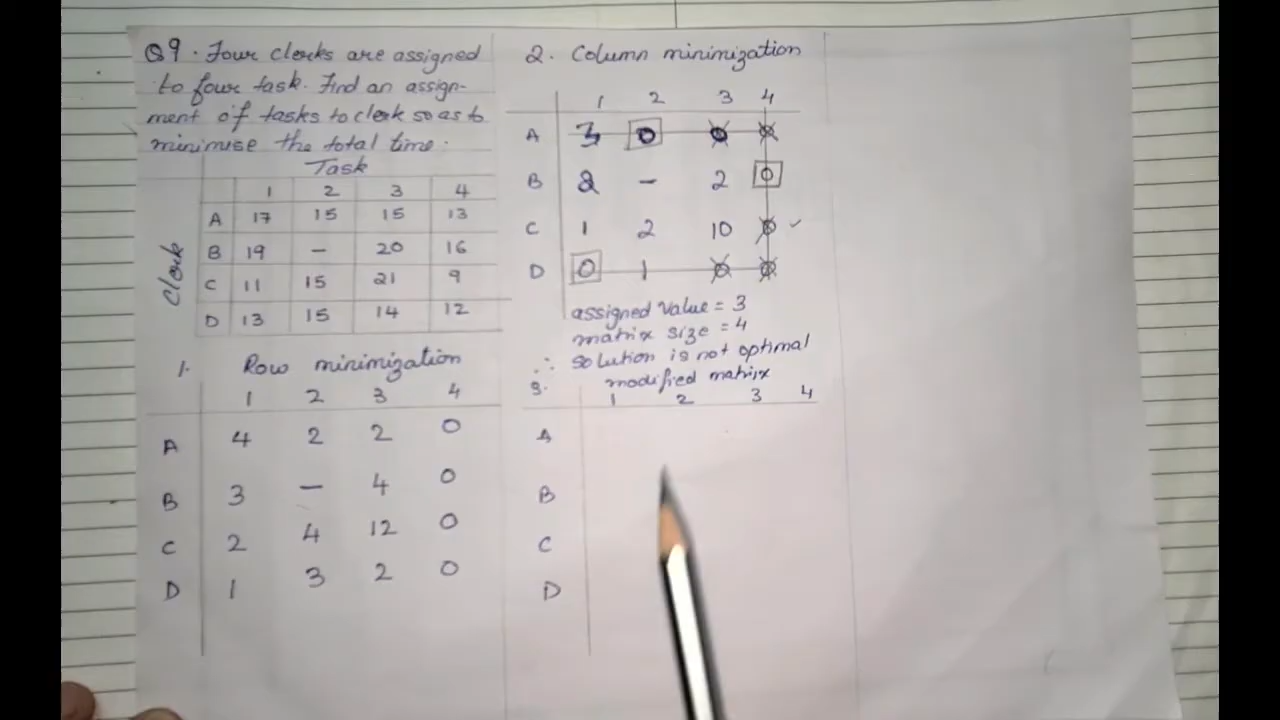 Q9. Four clerks are assigned
to four task. Find an assign-
ment of tasks to clerk so as to
minimise the total time.
Task
1 2 3 4
Clerk
A 17 15 15 13
B 19 - 20 16
C 11 15 21 9
D 13 15 14 12
1. Row minimization
1 2 3 4
A 4 2 2 0
B 3 - 4 0
C 2 4 12 0
D 1 3 2 0
2. Column minimization
1 2 3 4
A 3 0 0 0
B 2 - 2 0
C 1 2 10 0
D 0 1 0 0
assigned value = 3
matrix size = 4
∴ solution is not optimal
3. modified matrix
1 2 3 4
A
B
C
D